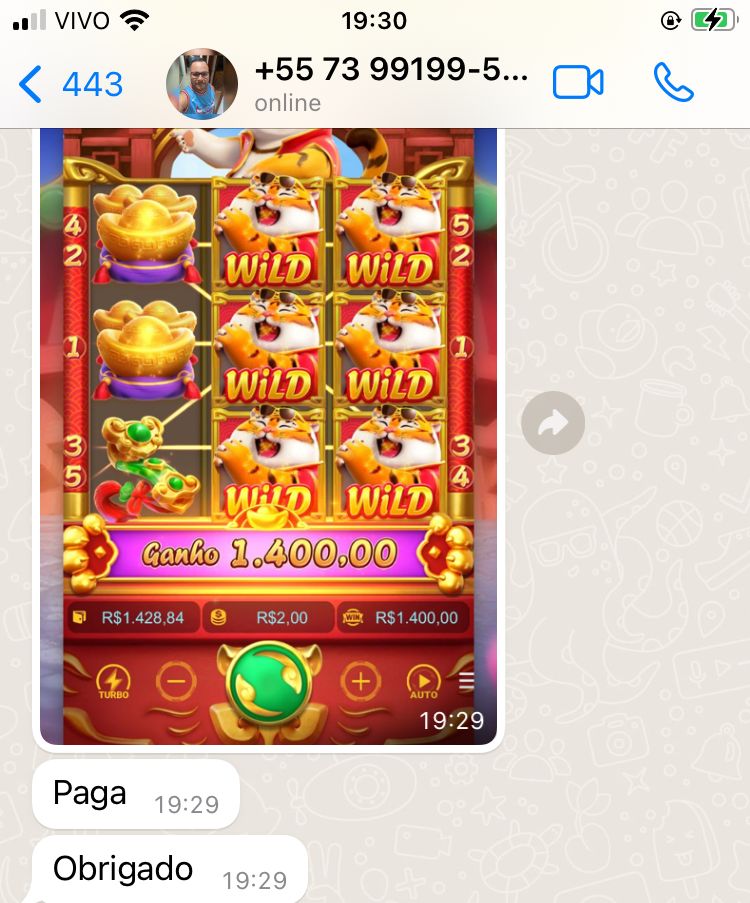 VIVO 19:30
443 +55 73 99199-5...
online
4 WiLD WiLD 5
2 2
1 WiLD WiLD 1
3 WiLD WiLD 3
5 4
Ganho 1.400,00
R$1.428,84 R$2,00 WIN R$1.400,00
TURBO AUTO
19:29
Paga 19:29
Obrigado 19:29